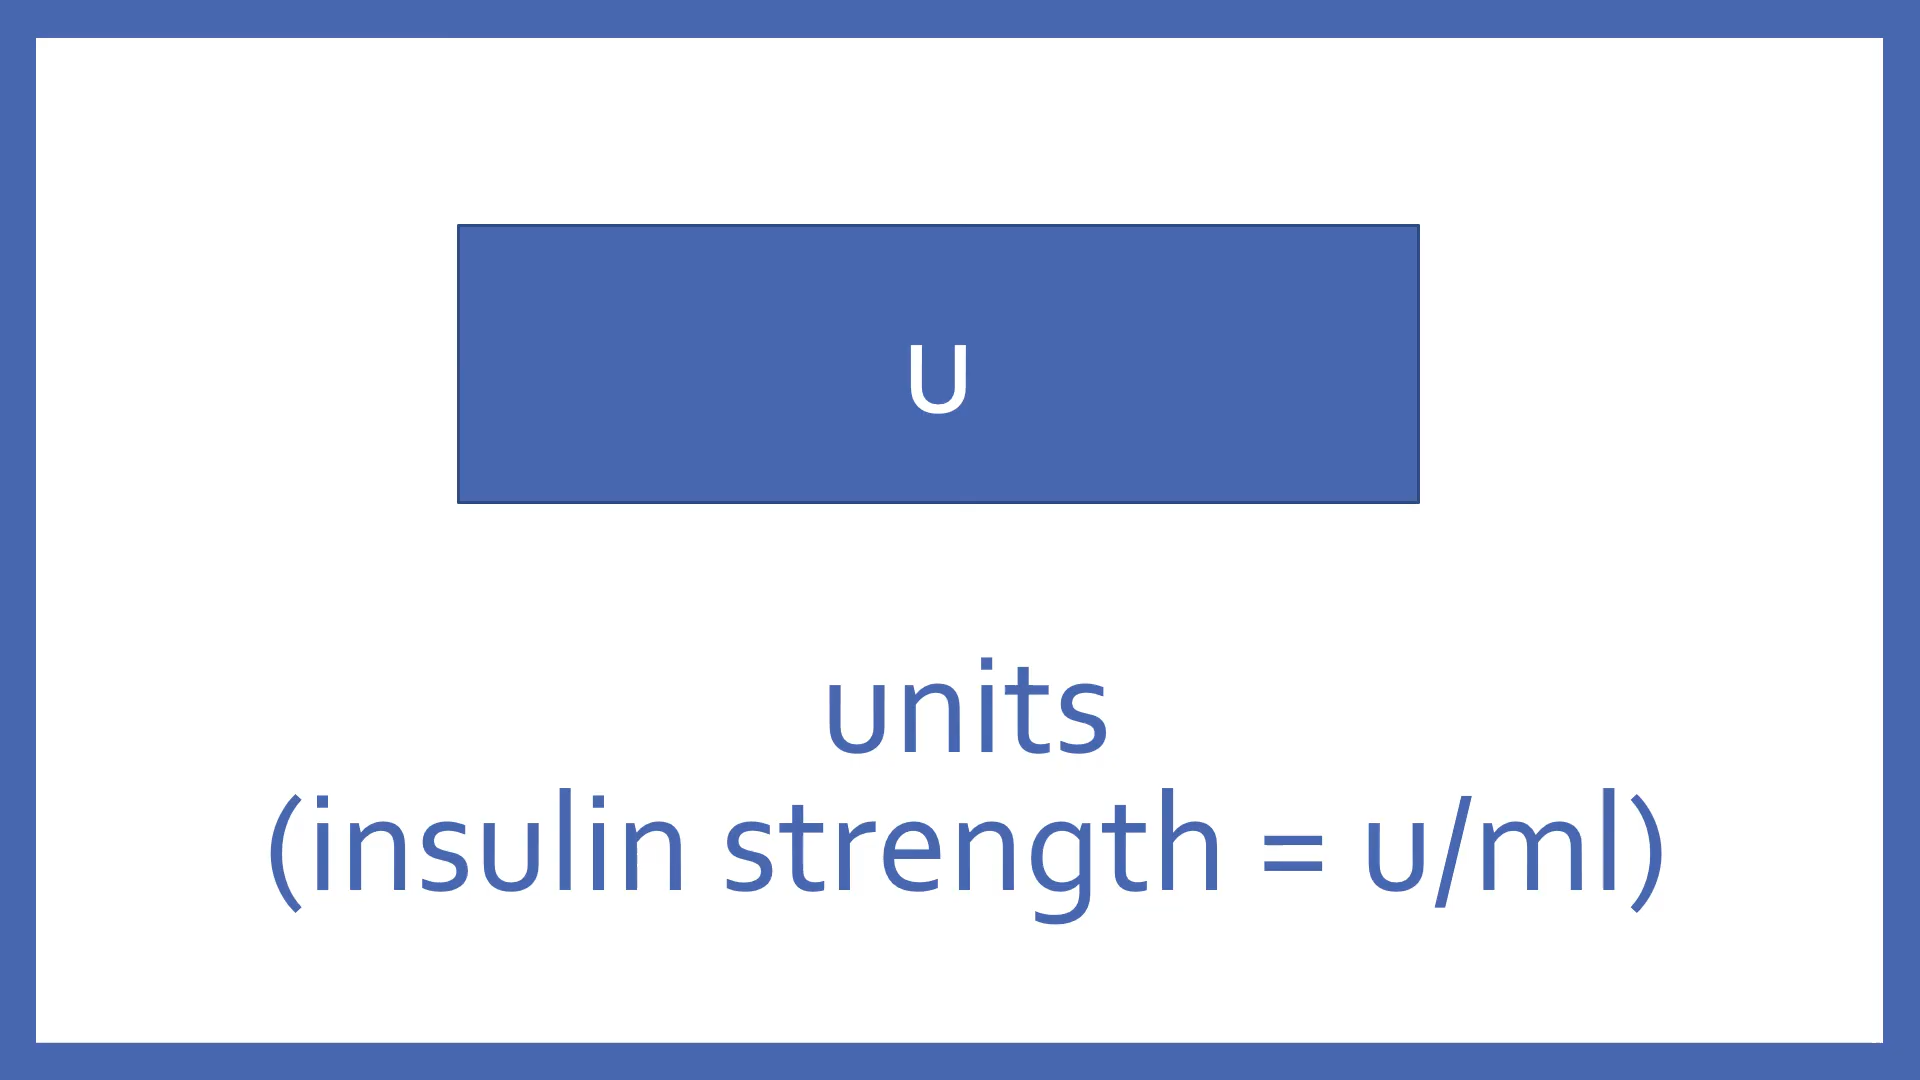 u
units
(insulin strength = u/ml)